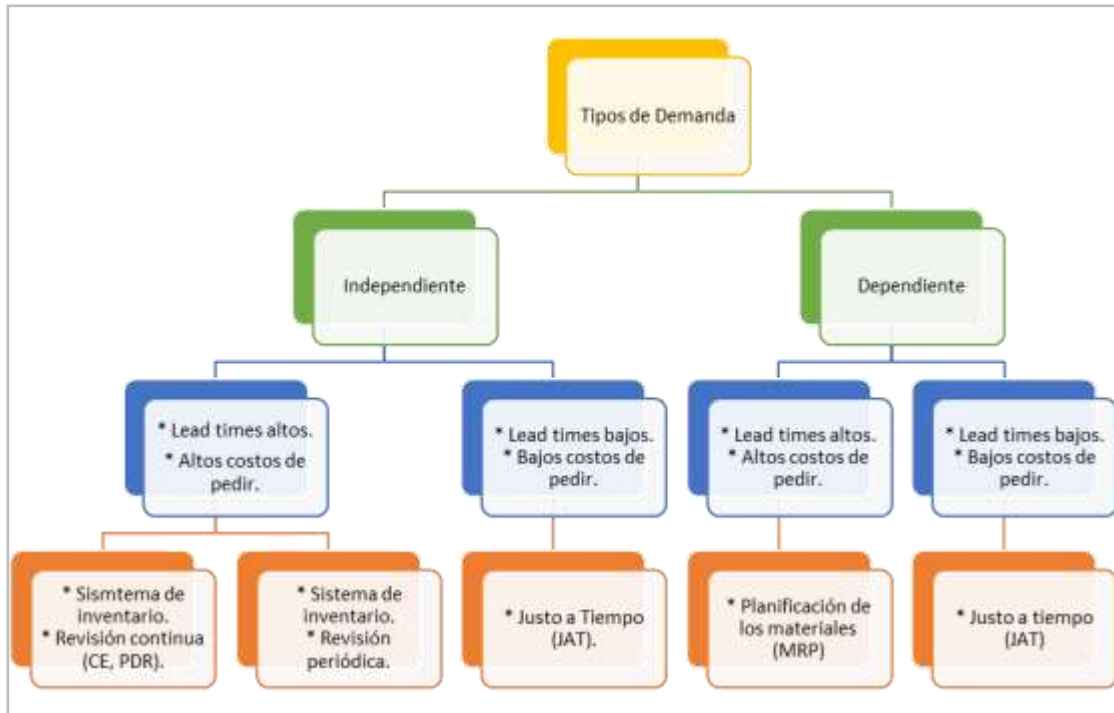 Tipos de Demanda
Independiente
Dependiente
* Lead times altos.
* Altos costos de
pedir.
* Lead times bajos.
* Bajos costos de
pedir.
* Lead times altos.
* Altos costos de
pedir.
* Lead times bajos.
* Bajos costos de
pedir.
* Sismtema de
inventario.
* Revisión continua
(CE, PDR).
* Sistema de
inventario.
* Revisión
periódica.
* Justo a Tiempo
(JAT).
* Planificación de
los materiales
(MRP)
* Justo a tiempo
(JAT)